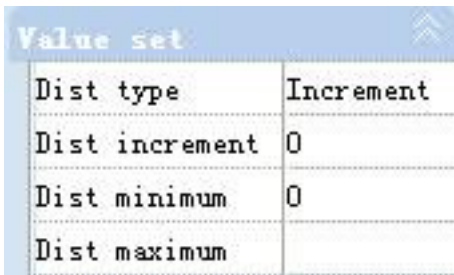 Value set
Dist type Increment
Dist increment 0
Dist minimum 0
Dist maximum